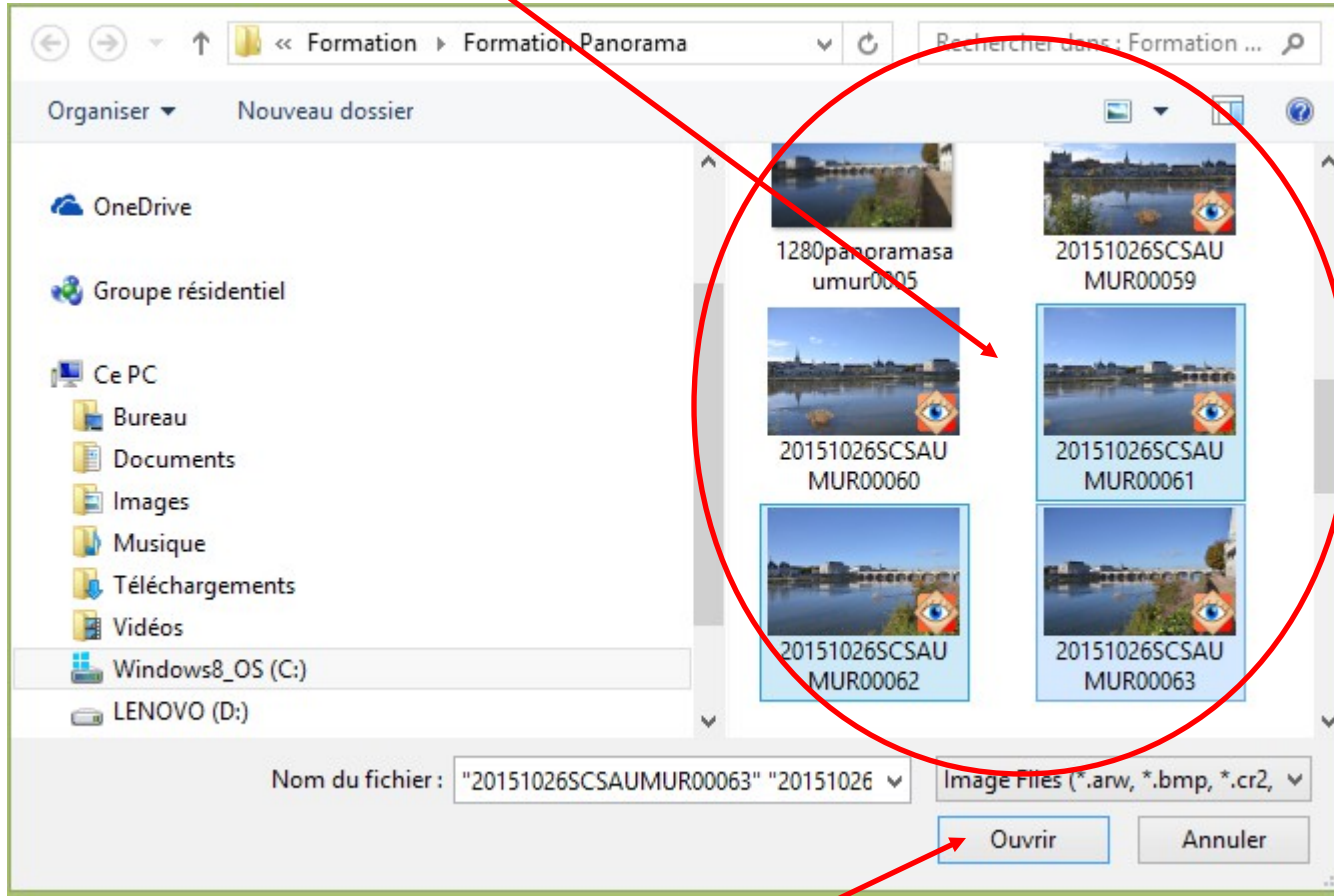 « Formation ▸ Formation Panorama
Rechercher dans : Formation ...
Organiser ▾ Nouveau dossier
OneDrive
Groupe résidentiel
Ce PC
Bureau
Documents
Images
Musique
Téléchargements
Vidéos
Windows8_OS (C:)
LENOVO (D:)
1280panoramasa
umur0005
20151026SCSAU
MUR00059
20151026SCSAU
MUR00060
20151026SCSAU
MUR00061
20151026SCSAU
MUR00062
20151026SCSAU
MUR00063
Nom du fichier : "20151026SCSAUMUR00063" "20151026
Image Files (*.arw, *.bmp, *.cr2,
Ouvrir Annuler